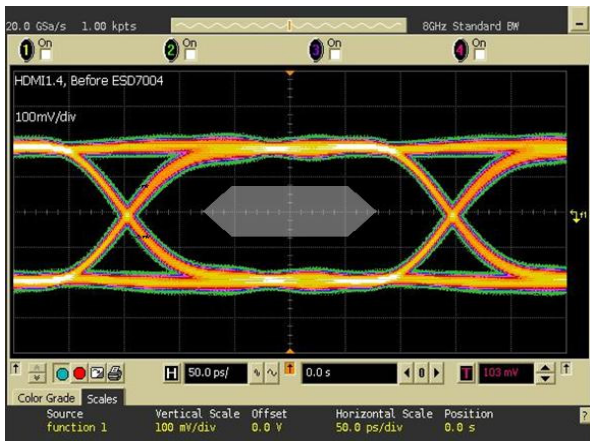 20.0 GSa/s 1.00 kpts 8GHz Standard BW
1 On 2 On 3 On 4 On
HDMI1.4, Before ESD7004
100mV/div
H 50.0 ps/ 0.0 s 0 T 103 mV
Color Grade Scales
Source Vertical Scale Offset Horizontal Scale Position
function 1 100 mV/div 0.0 V 50.0 ps/div 0.0 s
?